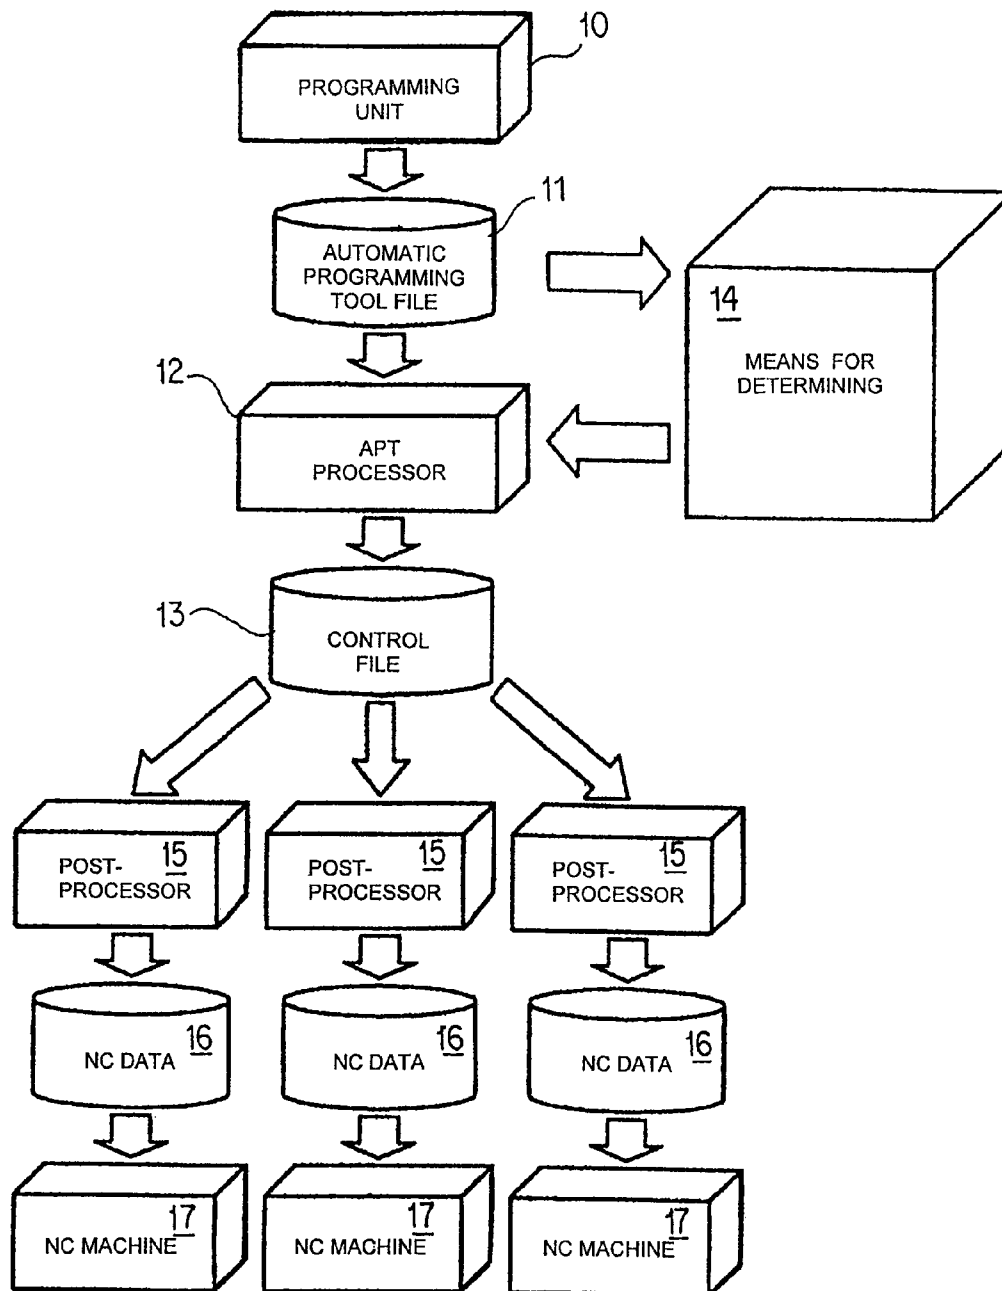 10
PROGRAMMING
UNIT
11
AUTOMATIC
PROGRAMMING
TOOL FILE
14
MEANS FOR
DETERMINING
12
APT
PROCESSOR
13
CONTROL
FILE
15
POST-
PROCESSOR
15
POST-
PROCESSOR
15
POST-
PROCESSOR
16
NC DATA
16
NC DATA
16
NC DATA
17
NC MACHINE
17
NC MACHINE
17
NC MACHINE